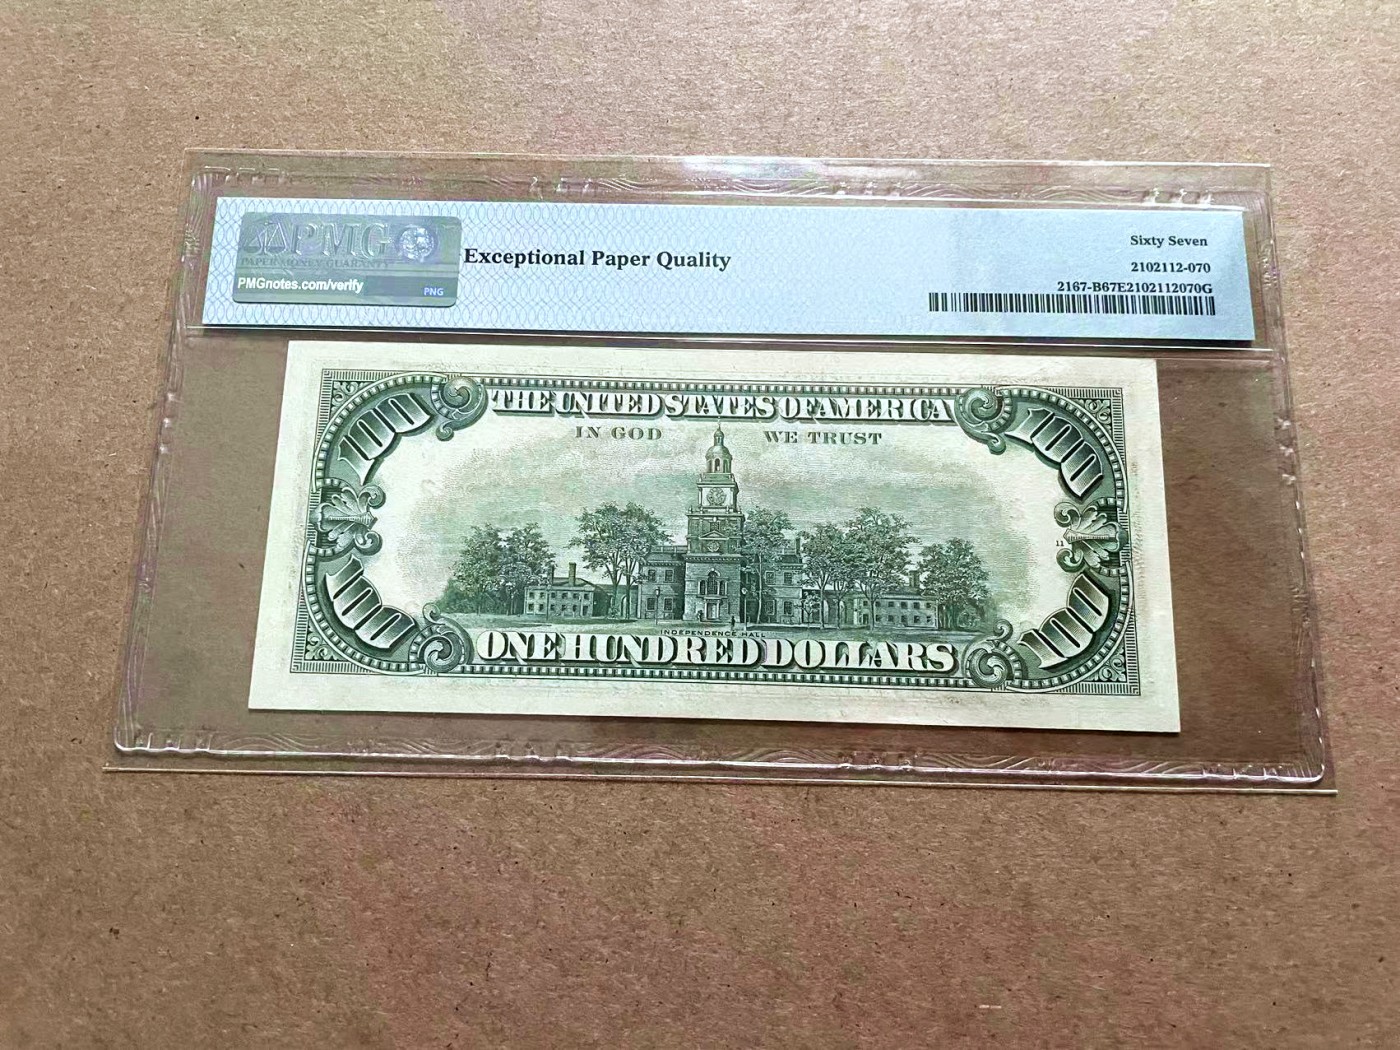 PMG
PAPER MONEY GUARANTY
PMGnotes.com/verify
PNG
Exceptional Paper Quality
Sixty Seven
2102112-070
2167-B67E2102112070G
THE UNITED STATES OF AMERICA
IN GOD WE TRUST
100 100
11
100 100
INDEPENDENCE HALL
ONE HUNDRED DOLLARS